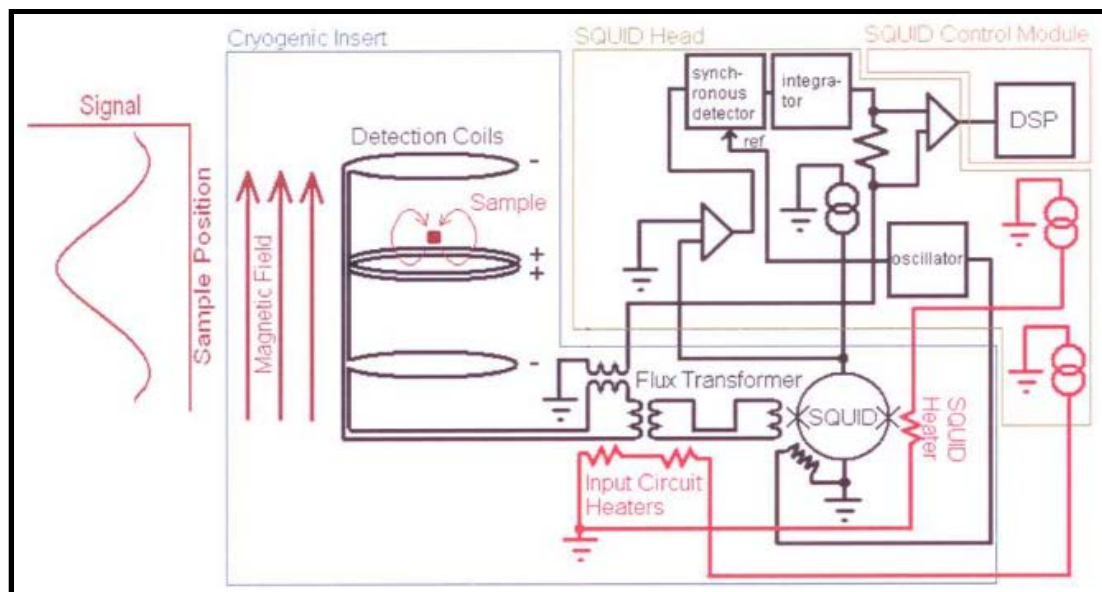 Cryogenic Insert
SQUID Head
SQUID Control Module
Signal
synch-
ronous
detector
integra-
tor
DSP
ref
Detection Coils
-
Sample
+
+
-
Sample Position
Magnetic Field
oscillator
Flux Transformer
SQUID
SQUID
Heater
Input Circuit
Heaters